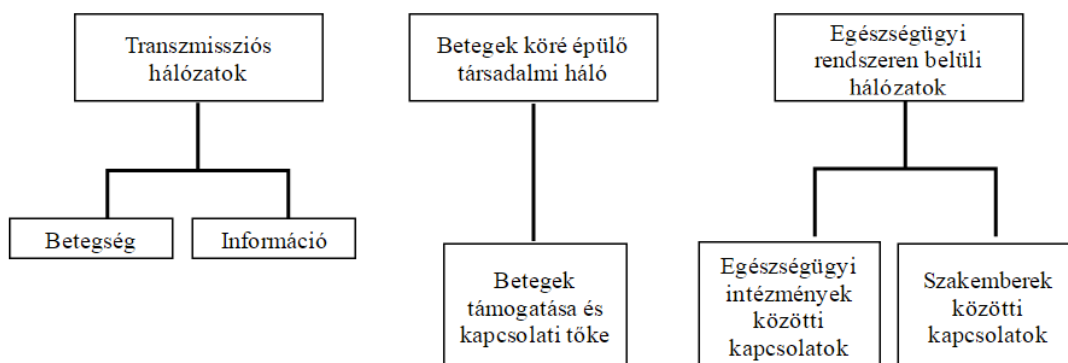 Transzmissziós
hálózatok
Betegek köré épülő
társadalmi háló
Egészségügyi
rendszeren belüli
hálózatok
Betegség
Információ
Betegek
támogatása és
kapcsolati tőke
Egészségügyi
intézmények
közötti
kapcsolatok
Szakemberek
közötti
kapcsolatok